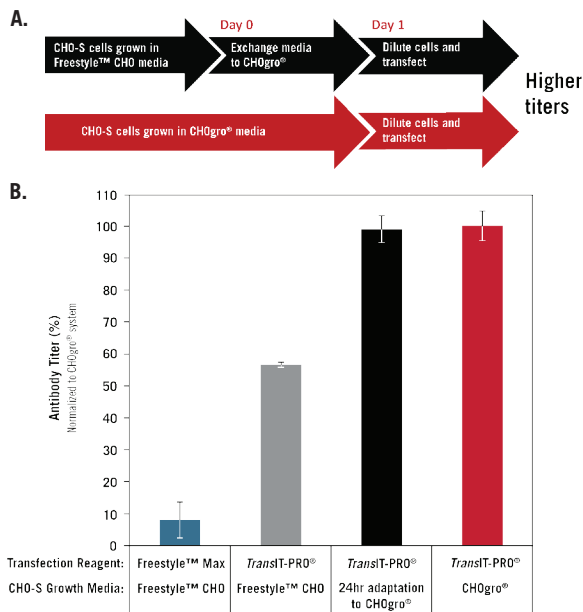 A.
Day 0
Day 1
CHO-S cells grown in
Freestyle™ CHO media
Exchange media
to CHOgro®
Dilute cells and
transfect
CHO-S cells grown in CHOgro® media
Dilute cells and
transfect
Higher
titers
B.
Antibody Titer (%)
Normalized to CHOgro® system
110
100
90
80
70
60
50
40
30
20
10
0
Transfection Reagent: Freestyle™ Max TransIT-PRO® TransIT-PRO® TransIT-PRO®
CHO-S Growth Media: Freestyle™ CHO Freestyle™ CHO 24hr adaptation CHOgro®
to CHOgro®